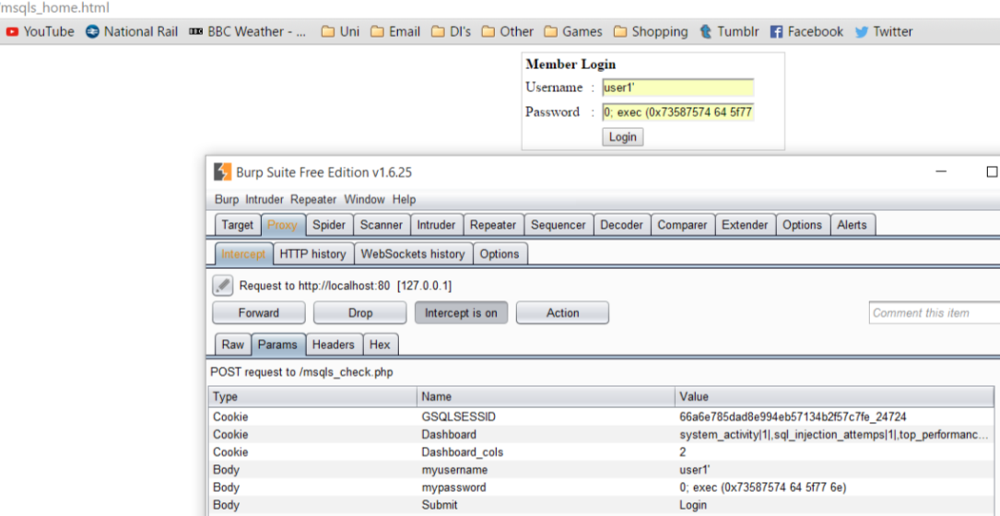 /msqls_home.html
YouTube National Rail BBC Weather - ... Uni Email DI's Other Games Shopping Tumblr Facebook Twitter
Member Login
Username : user1'
Password : 0; exec (0x73587574 64 5f77
Login
Burp Suite Free Edition v1.6.25
Burp Intruder Repeater Window Help
Target Proxy Spider Scanner Intruder Repeater Sequencer Decoder Comparer Extender Options Alerts
Intercept HTTP history WebSockets history Options
Request to http://localhost:80 [127.0.0.1]
Forward Drop Intercept is on Action Comment this item
Raw Params Headers Hex
POST request to /msqls_check.php
Type Name Value
Cookie GSQLSESSID 66a6e785dad8e994eb57134b2f57c7fe_24724
Cookie Dashboard system_activity|1|,sql_injection_attemps|1|,top_performanc...
Cookie Dashboard_cols 2
Body myusername user1'
Body mypassword 0; exec (0x73587574 64 5f77 6e)
Body Submit Login